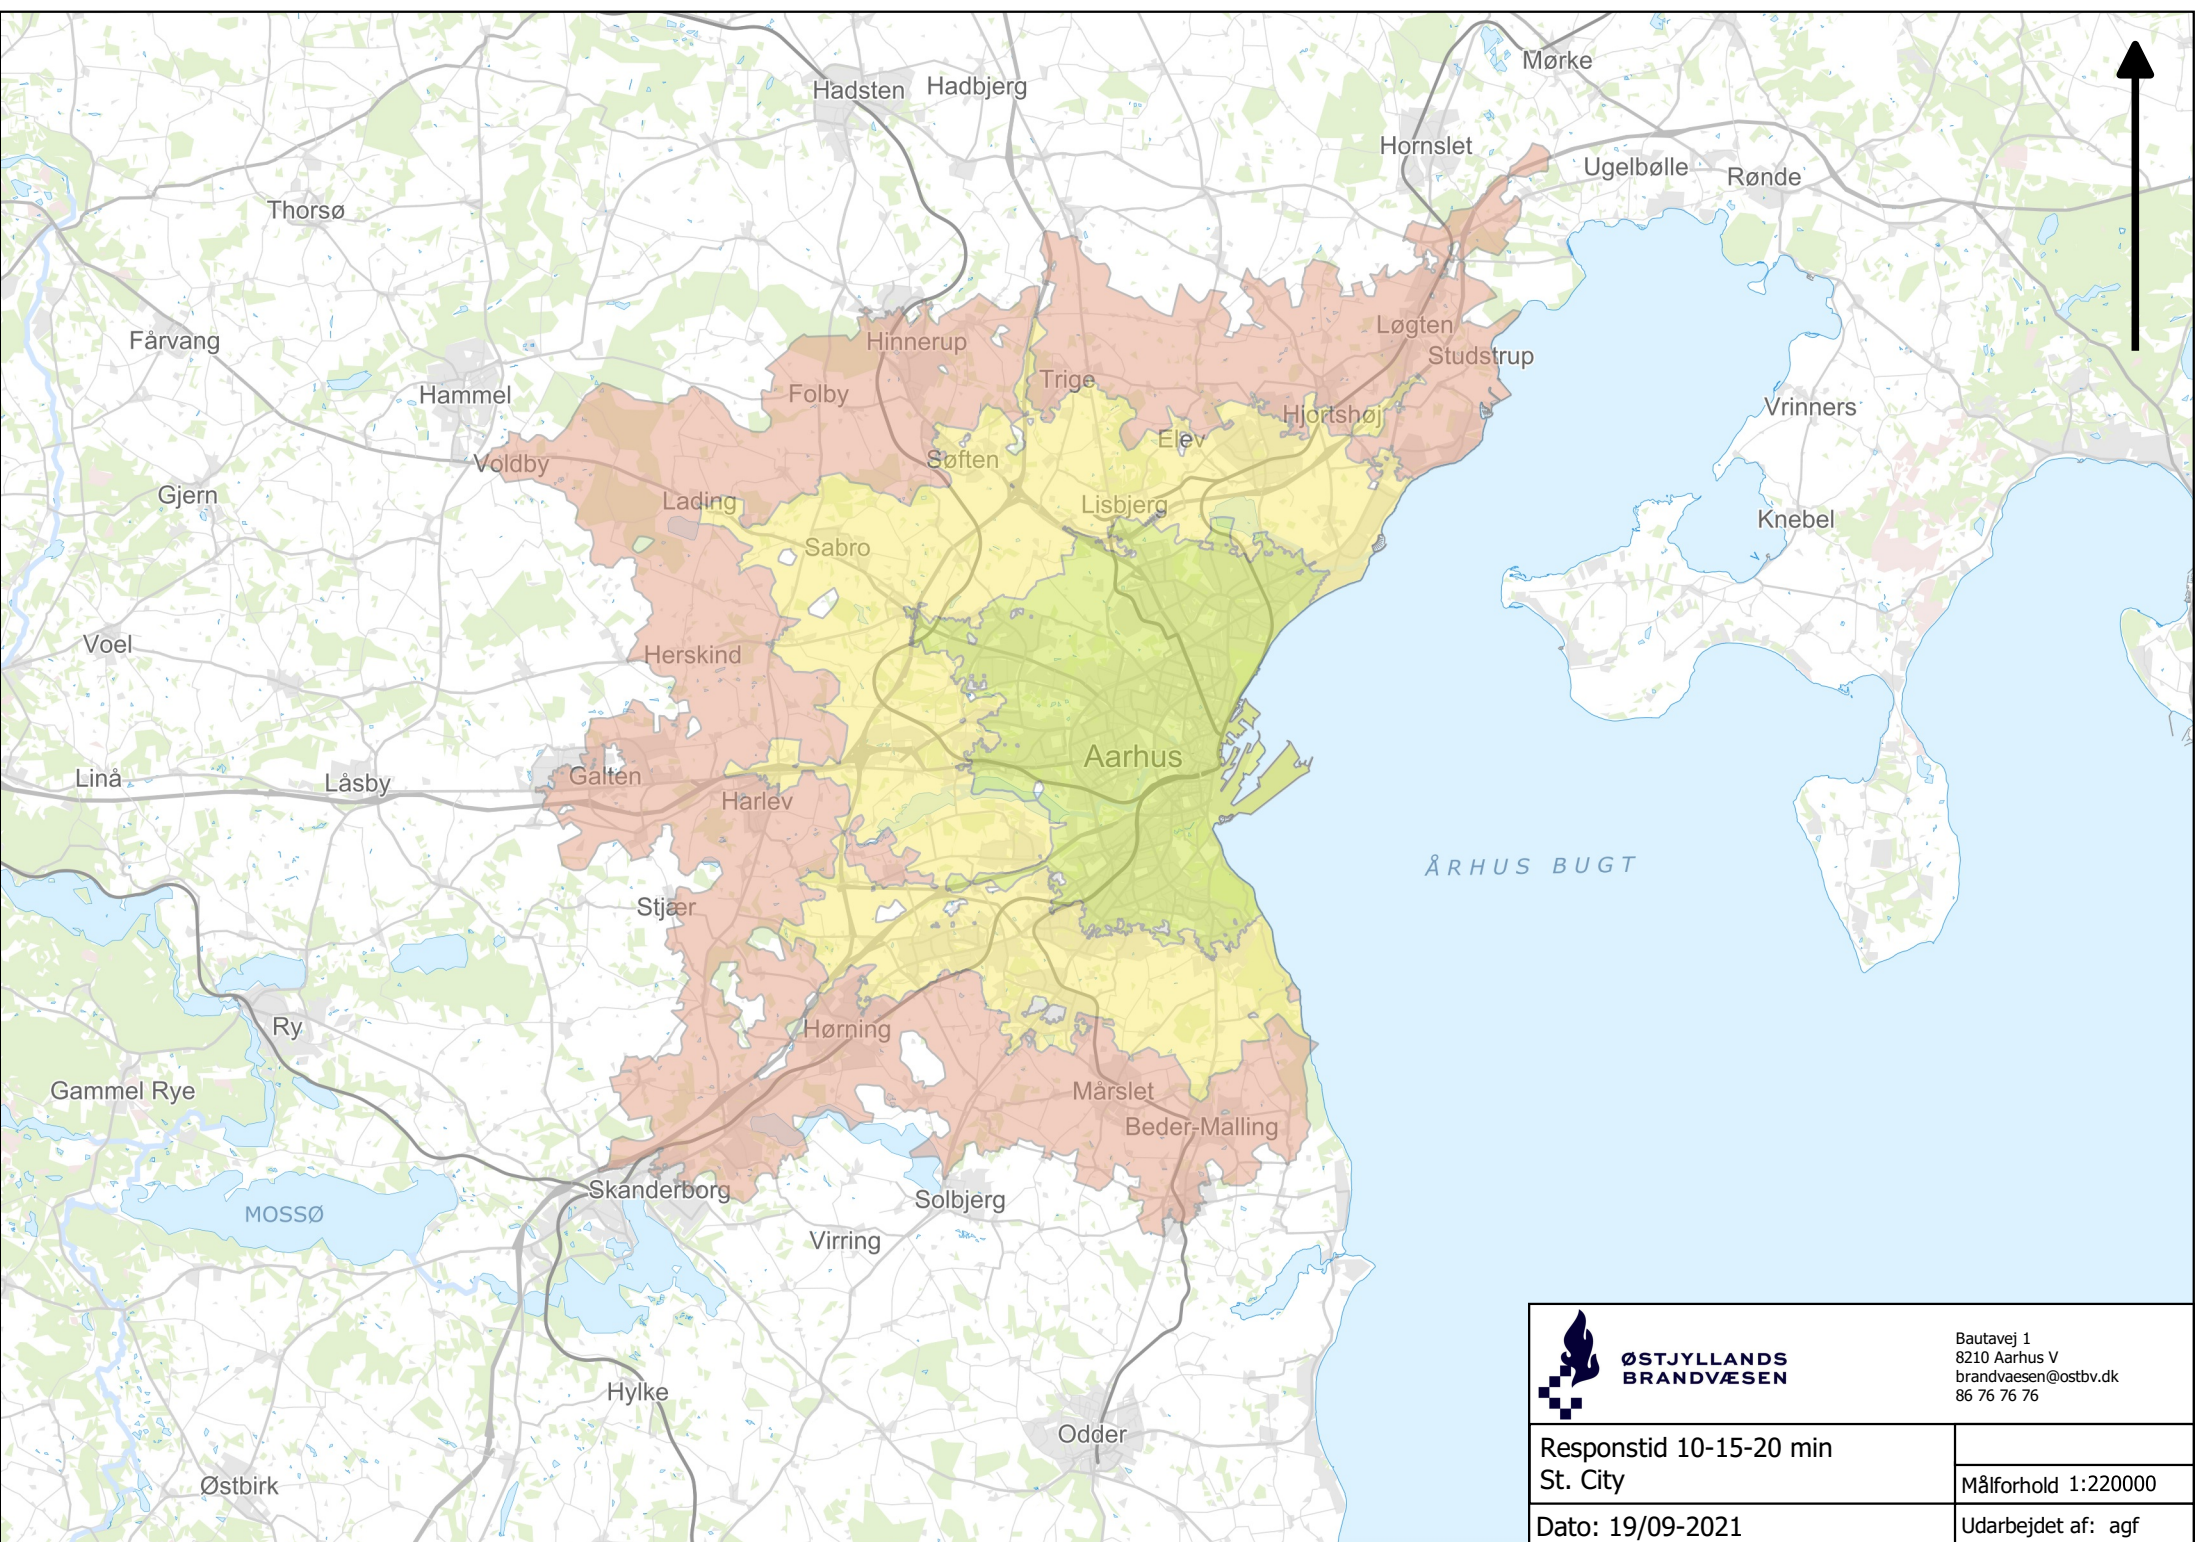 Mørke
Hadsten
Hadbjerg
Hornslet
Ugelbølle
Rønde
Thorsø
Løgten
Fårvang
Hinnerup
Studstrup
Trige
Hammel
Folby
Vrinners
Hjortshøj
Elev
Voldby
Søften
Gjern
Lading
Lisbjerg
Knebel
Sabro
Voel
Herskind
Aarhus
Linå
Låsby
Galten
Harlev
ÅRHUS BUGT
Stjær
Ry
Hørning
Gammel Rye
Mårslet
Beder-Malling
Skanderborg
Solbjerg
MOSSØ
Virring
Hylke
Odder
Østbirk
ØSTJYLLANDS
BRANDVÆSEN
Bautavej 1
8210 Aarhus V
brandvaesen@ostbv.dk
86 76 76 76
Responstid 10-15-20 min
St. City
Målforhold 1:220000
Dato: 19/09-2021
Udarbejdet af: agf